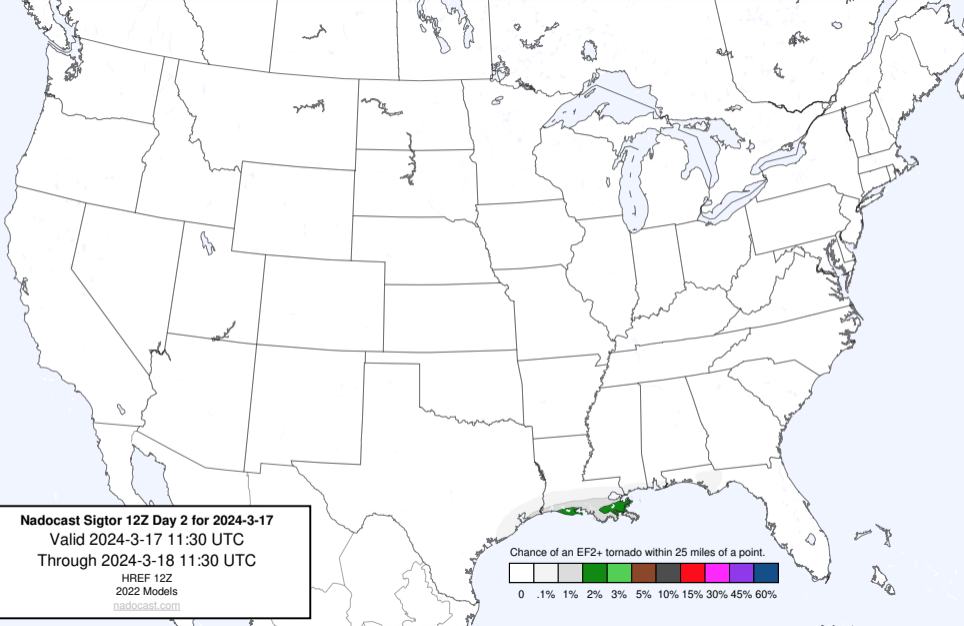 Nadocast Sigtor 12Z Day 2 for 2024-3-17
Valid 2024-3-17 11:30 UTC
Through 2024-3-18 11:30 UTC
HREF 12Z
2022 Models
nadocast.com
Chance of an EF2+ tornado within 25 miles of a point.
0 .1% 1% 2% 3% 5% 10% 15% 30% 45% 60%